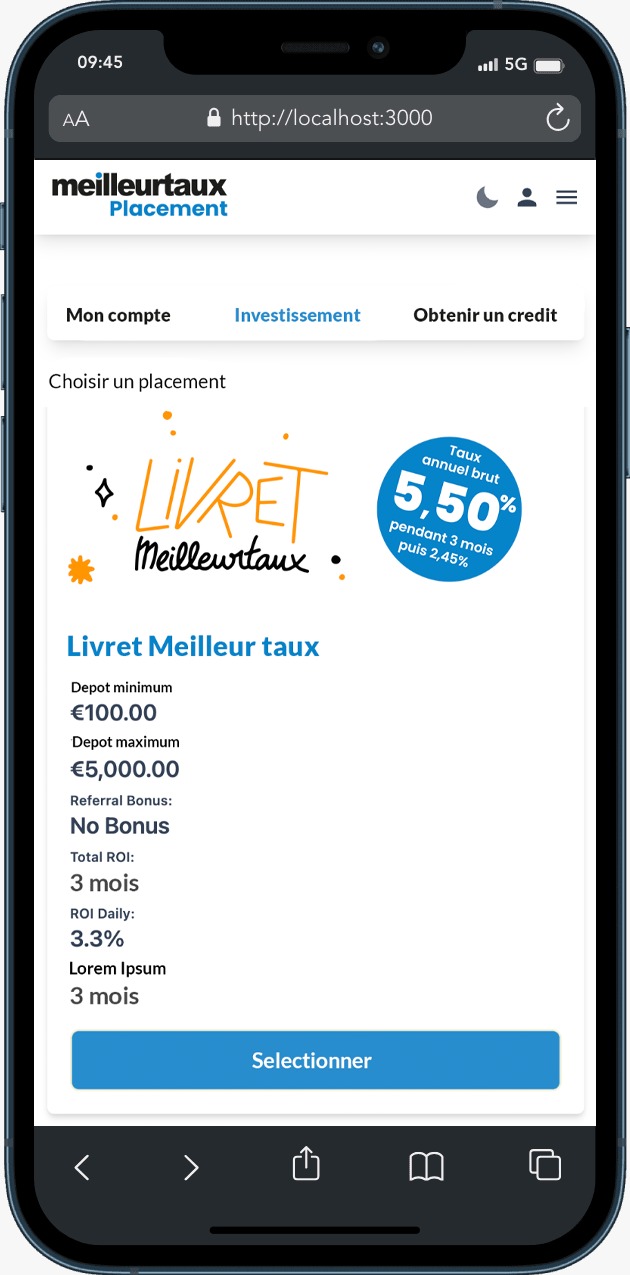 09:45
5G
AA
http://localhost:3000
meilleurtaux
Placement
Mon compte Investissement Obtenir un credit
Choisir un placement
LiVRET
Meilleurtaux
Taux
annuel brut
5,50%
pendant 3 mois
puis 2,45%
Livret Meilleur taux
Depot minimum
€100.00
Depot maximum
€5,000.00
Referral Bonus:
No Bonus
Total ROI:
3 mois
ROI Daily:
3.3%
Lorem Ipsum
3 mois
Selectionner